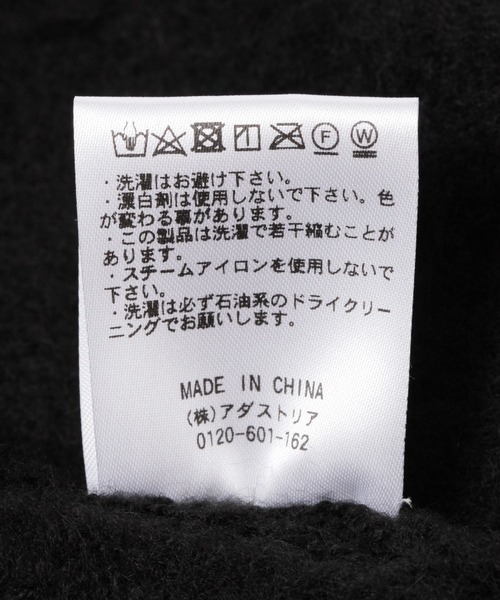 F W
・洗濯はお避け下さい。
・漂白剤は使用しないで下さい。色
が変わる事があります。
・この製品は洗濯で若干縮むことが
あります。
・スチームアイロンを使用しないで
下さい。
・洗濯は必ず石油系のドライクリー
ニングでお願いします。
MADE IN CHINA
(株)アダストリア
0120-601-162